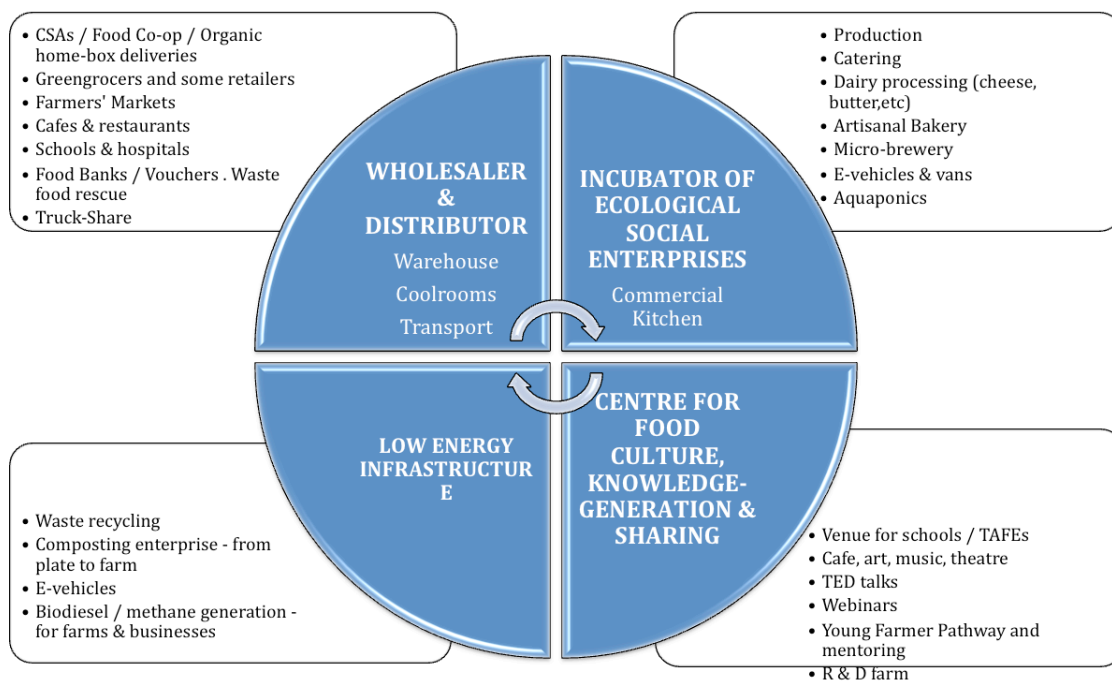 • CSAs / Food Co-op / Organic
home-box deliveries
• Greengrocers and some retailers
• Farmers' Markets
• Cafes & restaurants
• Schools & hospitals
• Food Banks / Vouchers . Waste
food rescue
• Truck-Share
WHOLESALER
&
DISTRIBUTOR
Warehouse
Coolrooms
Transport
INCUBATOR OF
ECOLOGICAL
SOCIAL
ENTERPRISES
Commercial
Kitchen
• Production
• Catering
• Dairy processing (cheese,
butter,etc)
• Artisanal Bakery
• Micro-brewery
• E-vehicles & vans
• Aquaponics
• Waste recycling
• Composting enterprise - from
plate to farm
• E-vehicles
• Biodiesel / methane generation -
for farms & businesses
LOW ENERGY
INFRASTRUCTUR
E
CENTRE FOR
FOOD
CULTURE,
KNOWLEDGE-
GENERATION &
SHARING
• Venue for schools / TAFEs
• Cafe, art, music, theatre
• TED talks
• Webinars
• Young Farmer Pathway and
mentoring
• R & D farm